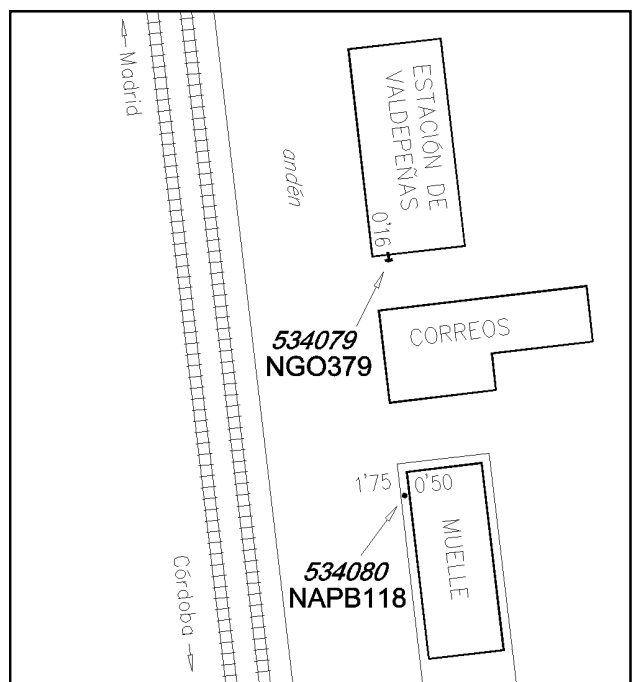 ← Madrid
ESTACIÓN DE
VALDEPEÑAS
andén
0'16
534079
NGO379
CORREOS
1'75
0'50
534080
NAPB118
MUELLE
Córdoba →